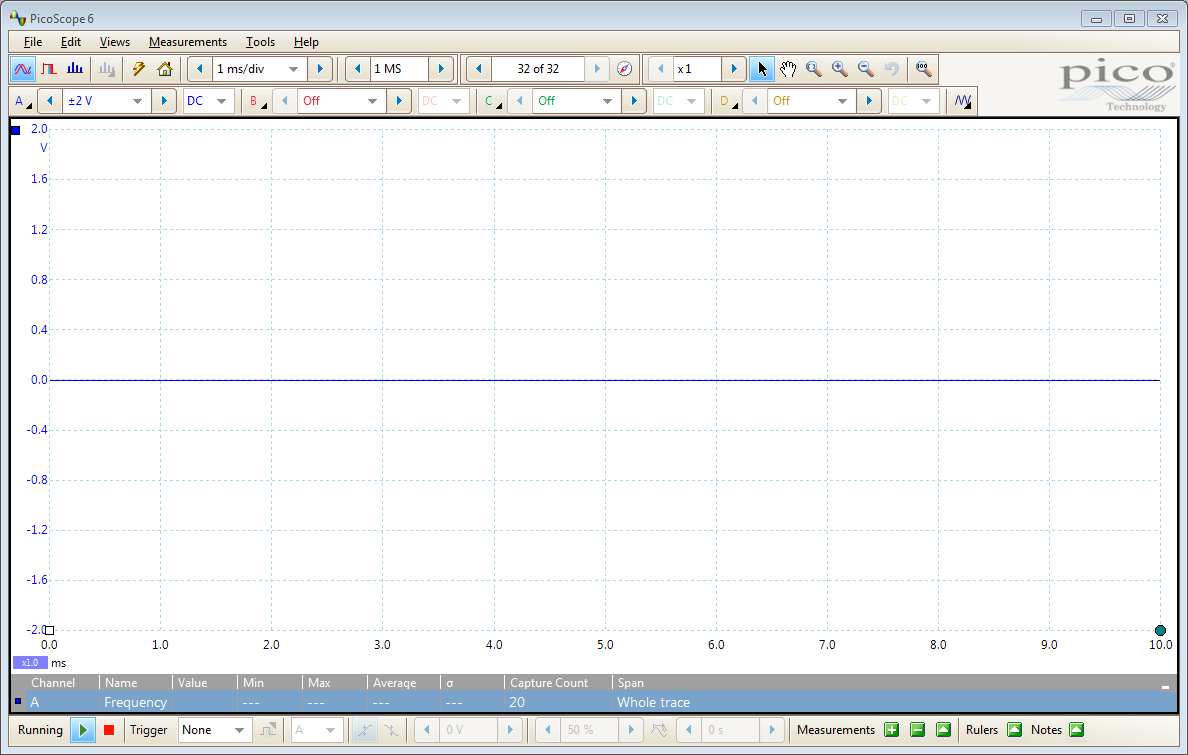 PicoScope 6
File Edit Views Measurements Tools Help
1 ms/div 1 MS 32 of 32 x1
pico
Technology
A ±2 V DC B Off DC C Off DC D Off DC
2.0
V
1.6
1.2
0.8
0.4
0.0
-0.4
-0.8
-1.2
-1.6
-2.0
0.0 1.0 2.0 3.0 4.0 5.0 6.0 7.0 8.0 9.0 10.0
x1.0 ms
Channel Name Value Min Max Average σ Capture Count Span
A Frequency --- --- --- --- 20 Whole trace
Running Trigger None A 0 V 50 % 0 s Measurements Rulers Notes